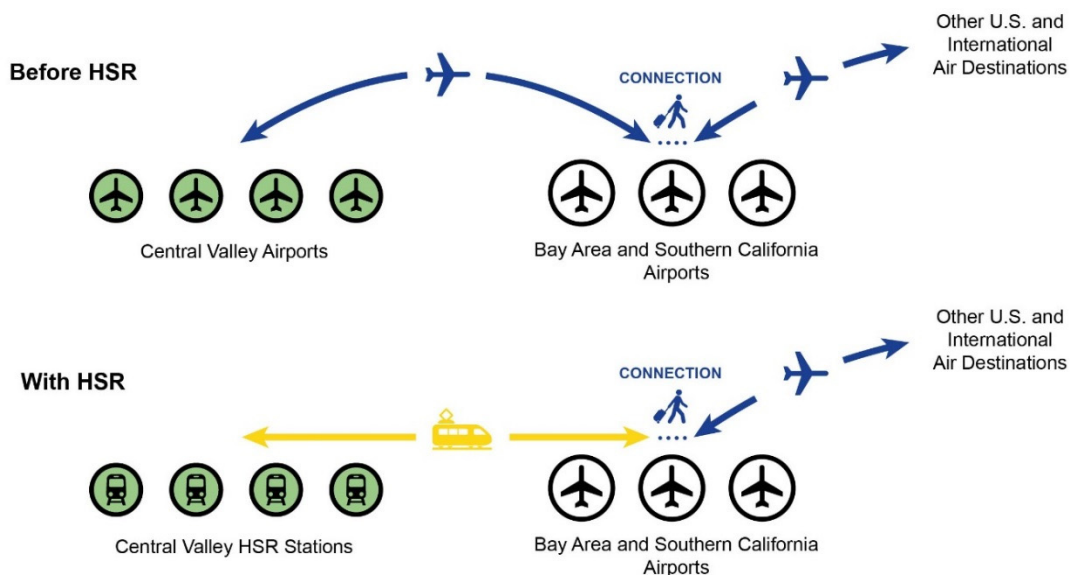 Other U.S. and
International
Air Destinations
Before HSR
CONNECTION
Central Valley Airports
Bay Area and Southern California
Airports
Other U.S. and
International
Air Destinations
With HSR
CONNECTION
Central Valley HSR Stations
Bay Area and Southern California
Airports